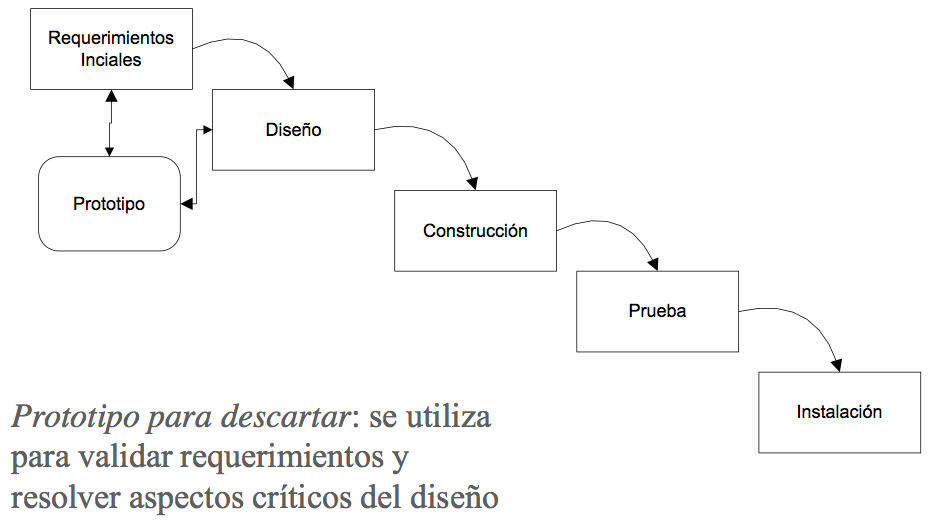 Requerimientos
Inciales
Diseño
Prototipo
Construcción
Prueba
Instalación
Prototipo para descartar: se utiliza
para validar requerimientos y
resolver aspectos críticos del diseño